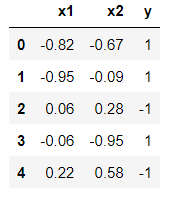 x1 x2 y
0 -0.82 -0.67 1
1 -0.95 -0.09 1
2 0.06 0.28 -1
3 -0.06 -0.95 1
4 0.22 0.58 -1